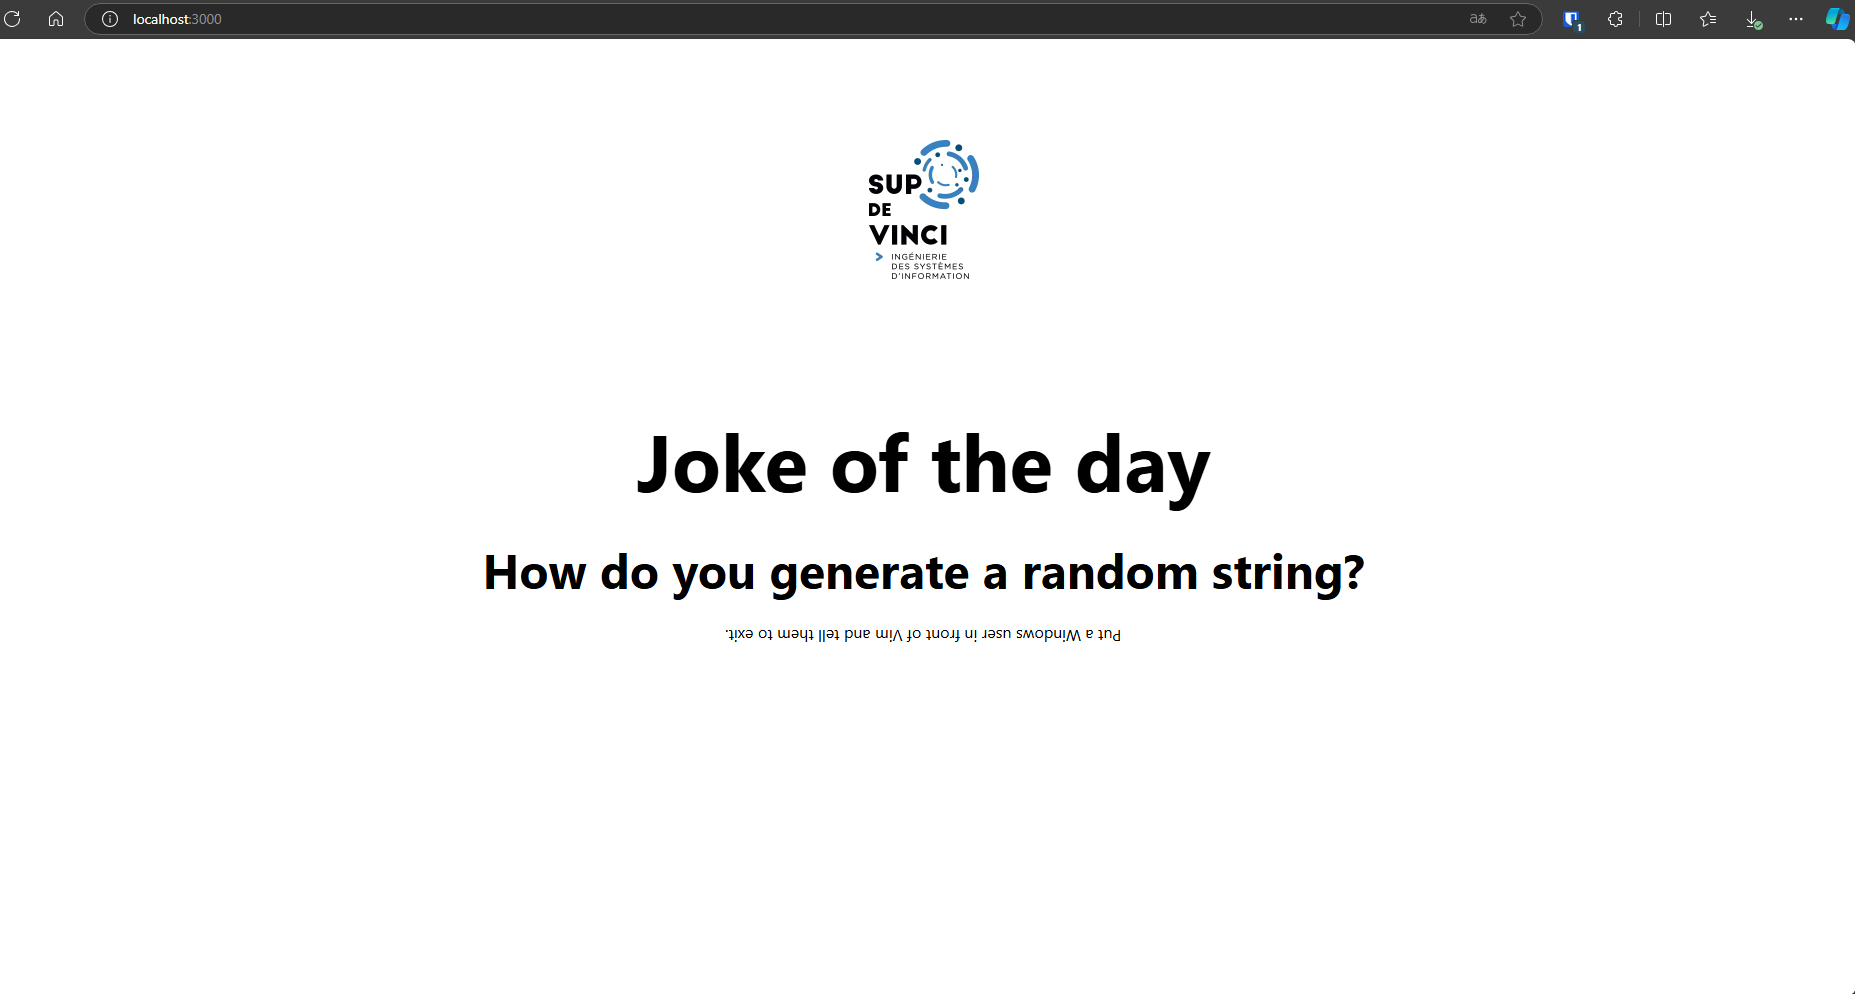 localhost:3000
SUP
DE
VINCI
INGÉNIERIE
DES SYSTÈMES
D'INFORMATION
Joke of the day
How do you generate a random string?
Put a Windows user in front of Vim and tell them to exit.